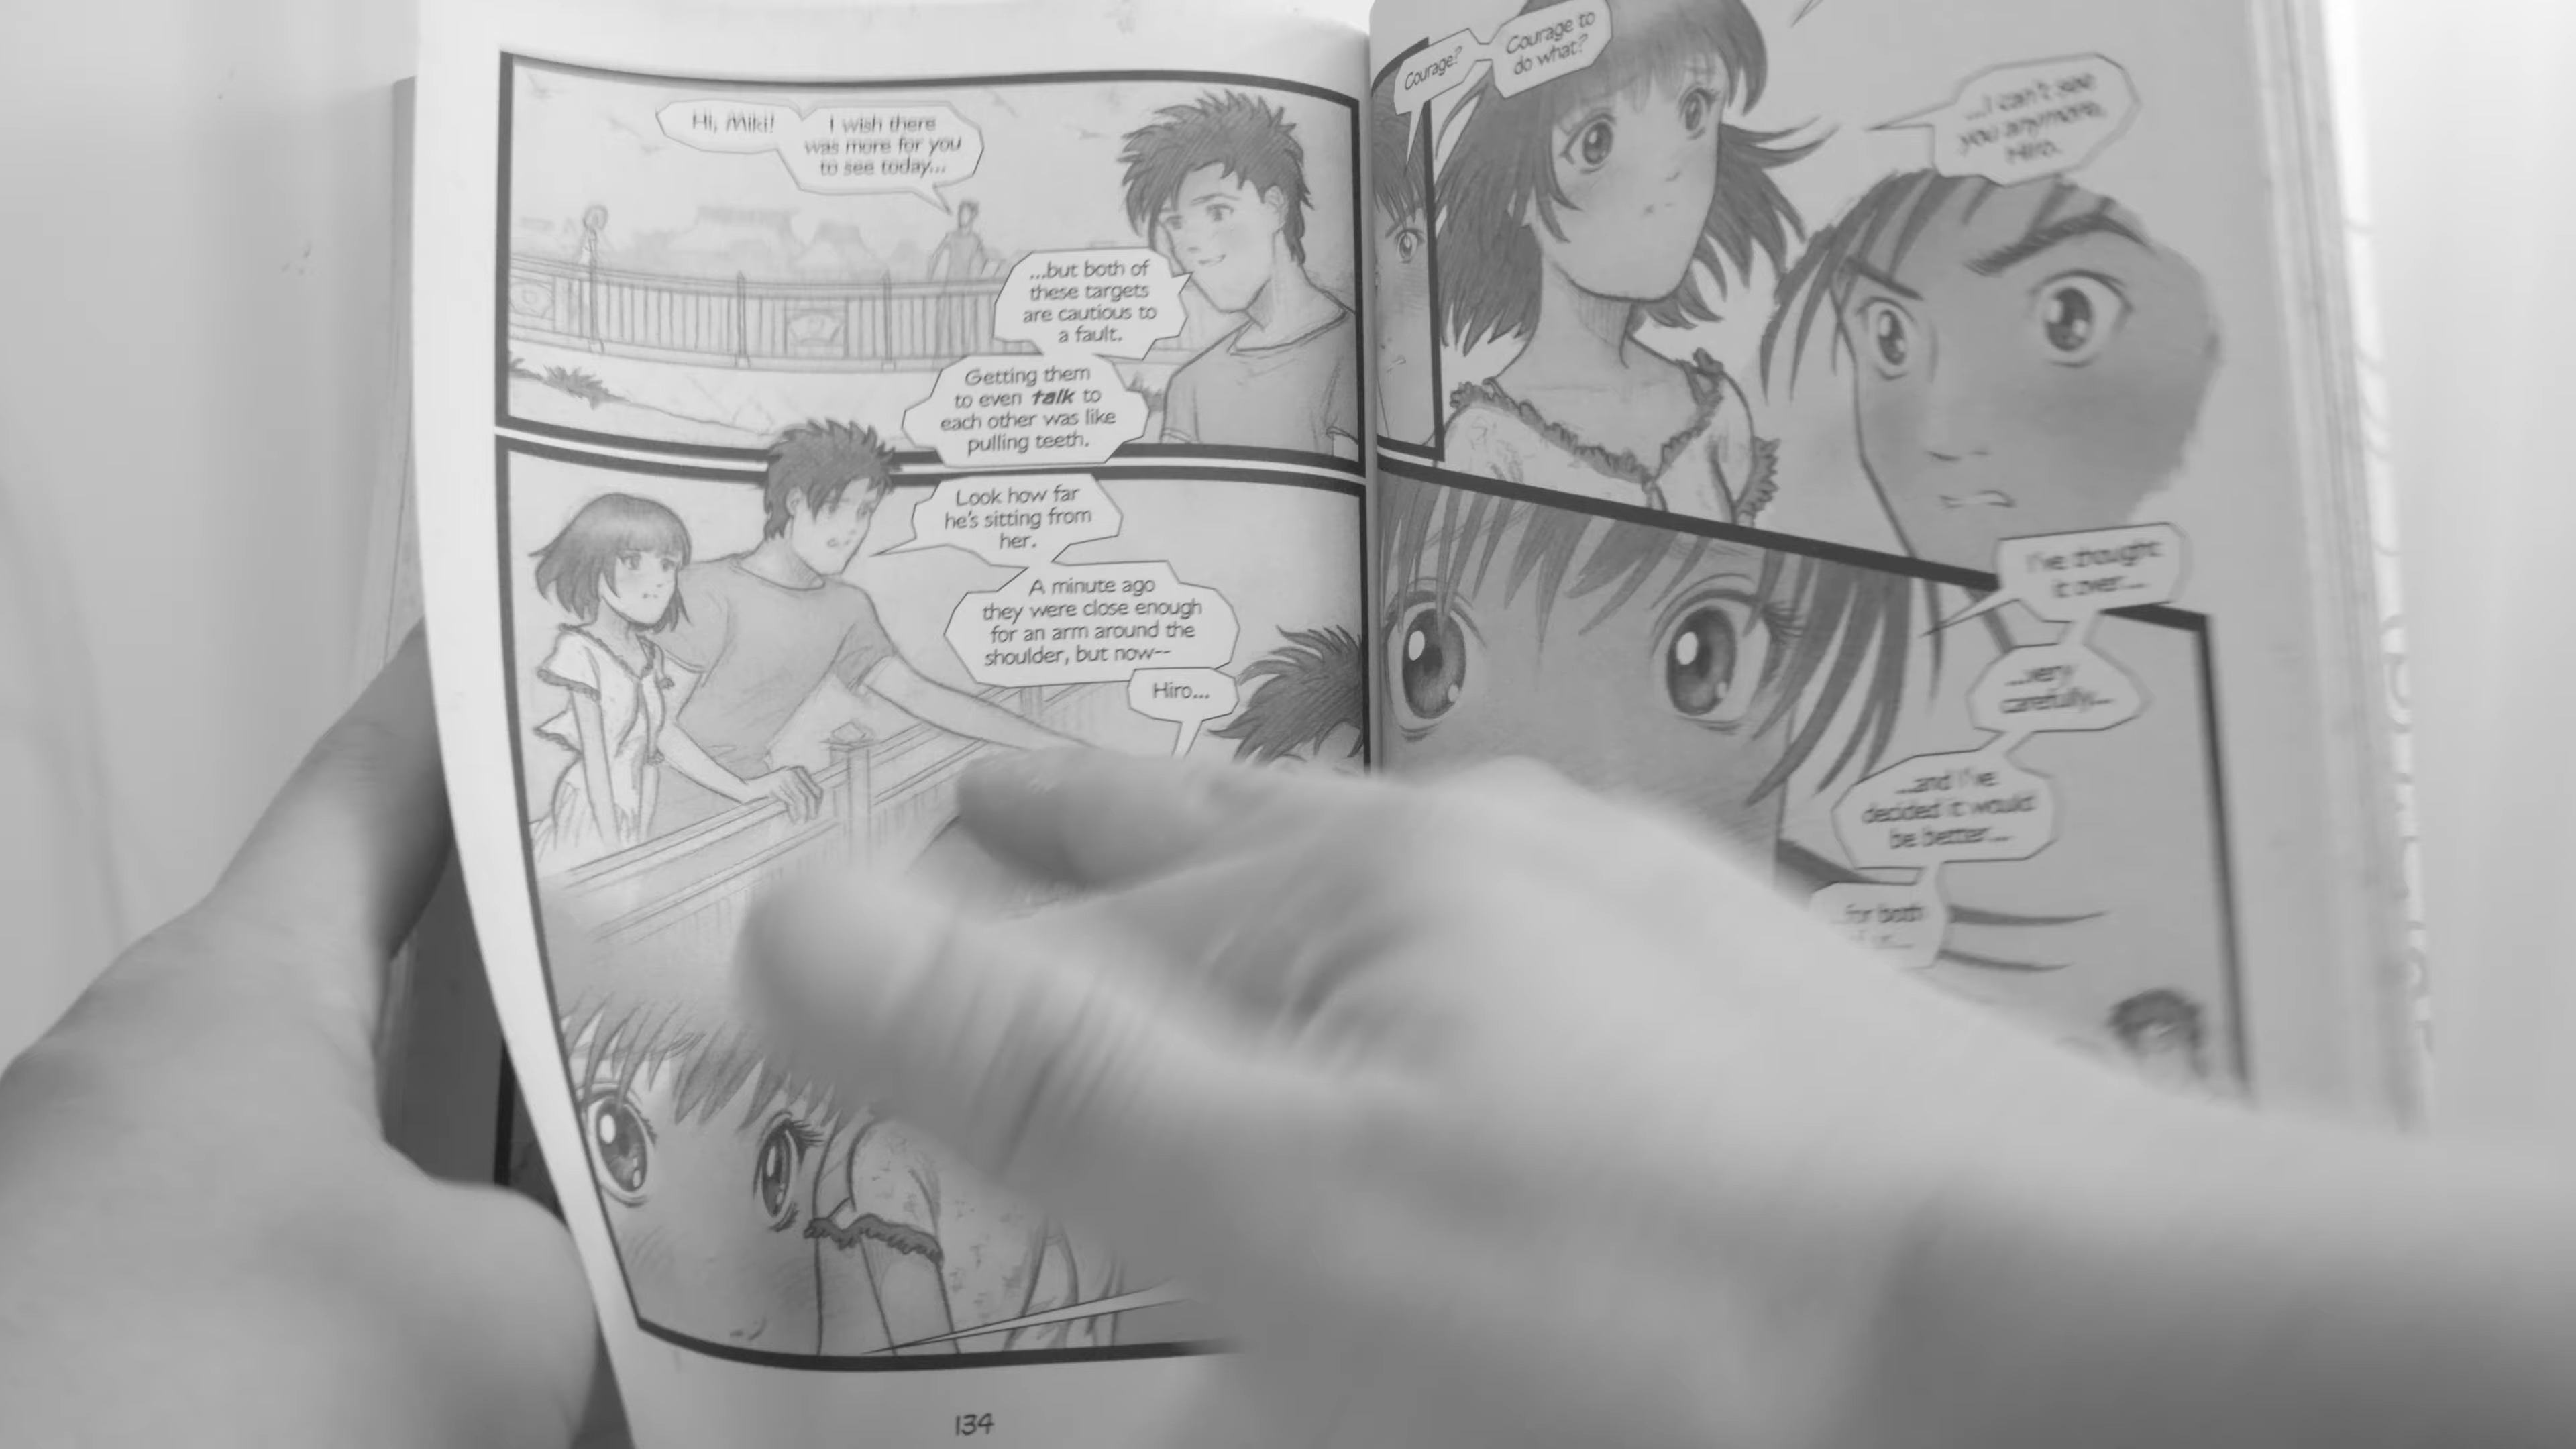 Hi, Miki!
I wish there
was more for you
to see today...
...but both of
these targets
are cautious to
a fault.
Getting them
to even talk to
each other was like
pulling teeth.
Look how far
he's sitting from
her.
A minute ago
they were close enough
for an arm around the
shoulder, but now--
Hiro...
134
Courage?
Courage to
do what?
...I can't see
you anymore,
Hiro.
I've thought
it over...
...very
carefully...
...and I've
decided it would
be better...
for both